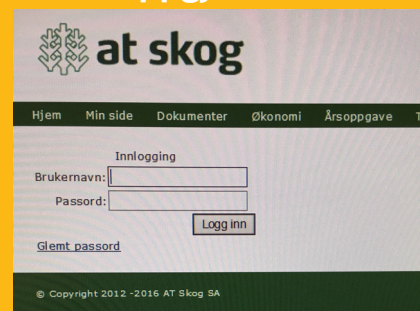 at skog
Hjem Min side Dokumenter Økonomi Årsoppgave
Innlogging
Brukernavn:
Passord:
Logg inn
Glemt passord
© Copyright 2012 -2016 AT Skog SA